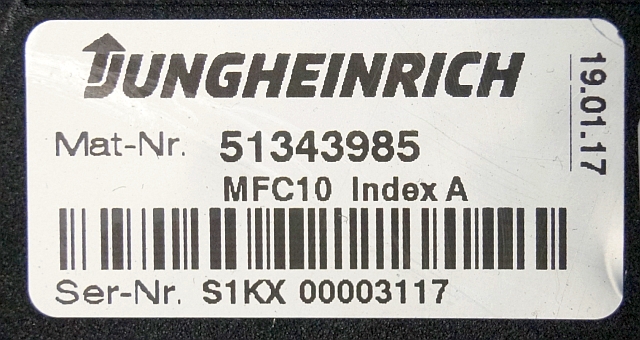 JUNGHEINRICH
19.01.17
Mat-Nr. 51343985
MFC10 Index A
Ser-Nr. S1KX 00003117